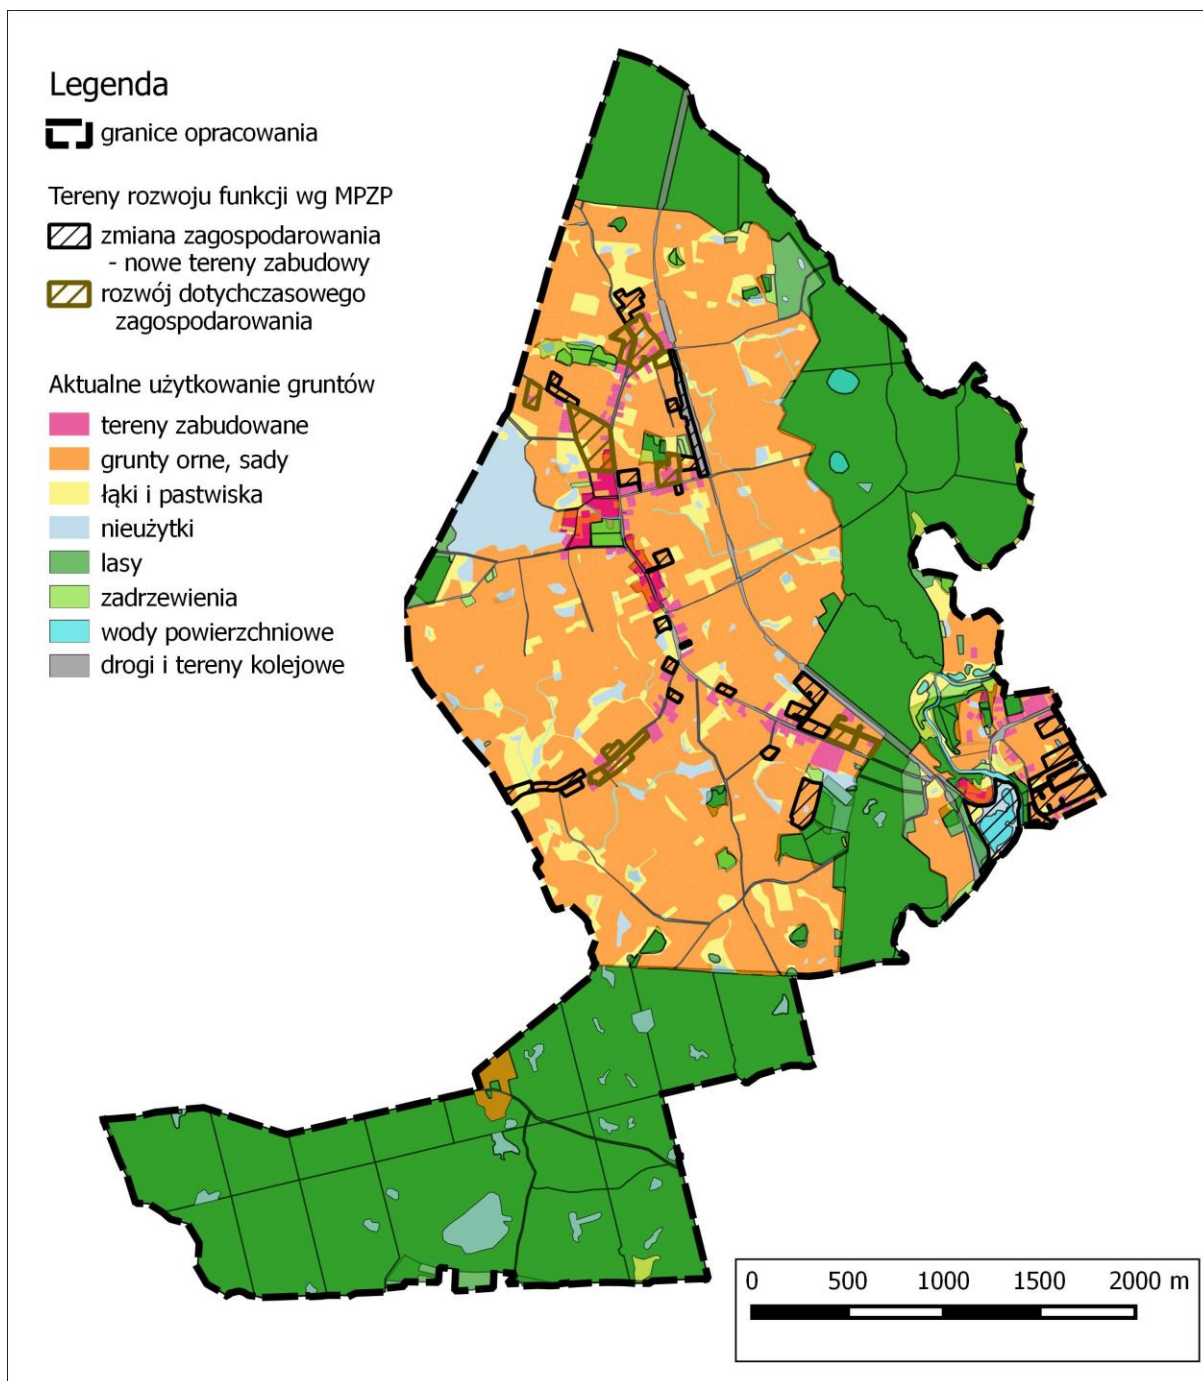 Legenda
granice opracowania
Tereny rozwoju funkcji wg MPZP
zmiana zagospodarowania
- nowe tereny zabudowy
rozwój dotychczasowego
zagospodarowania
Aktualne użytkowanie gruntów
tereny zabudowane
grunty orne, sady
łąki i pastwiska
nieużytki
lasy
zadrzewienia
wody powierzchniowe
drogi i tereny kolejowe
0 500 1000 1500 2000 m